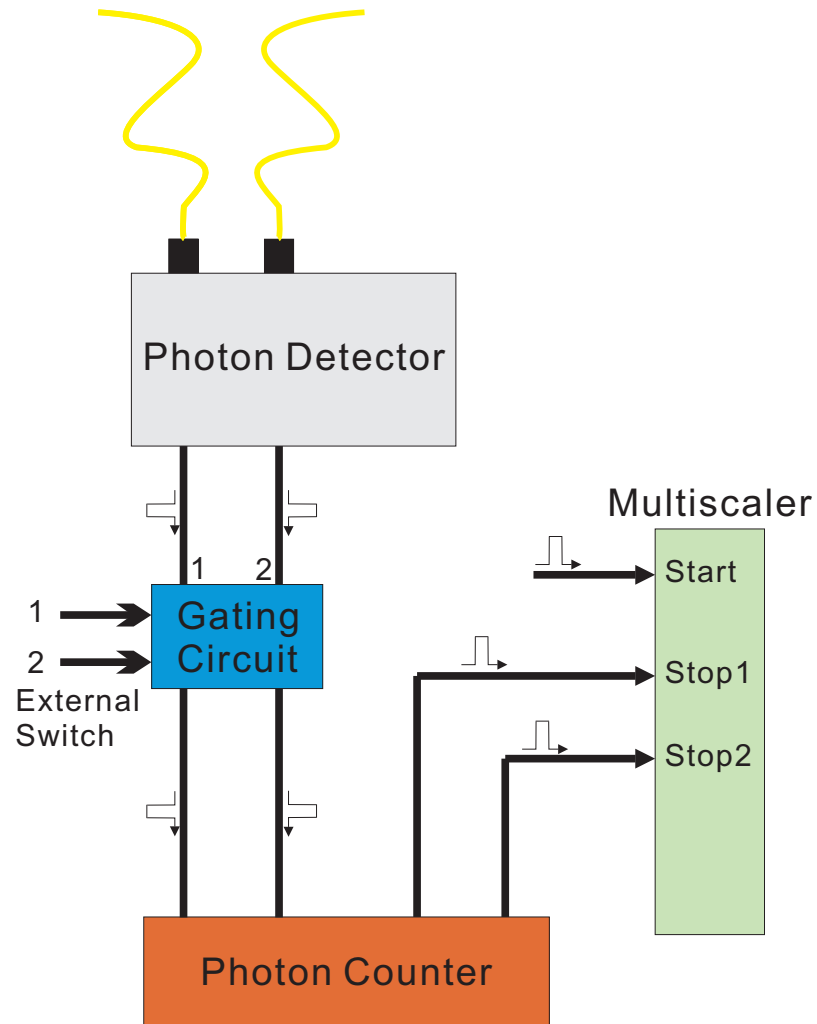 Photon Detector
Multiscaler
1 2
Start
1
Gating
Circuit
2
External
Switch
Stop1
Stop2
Photon Counter